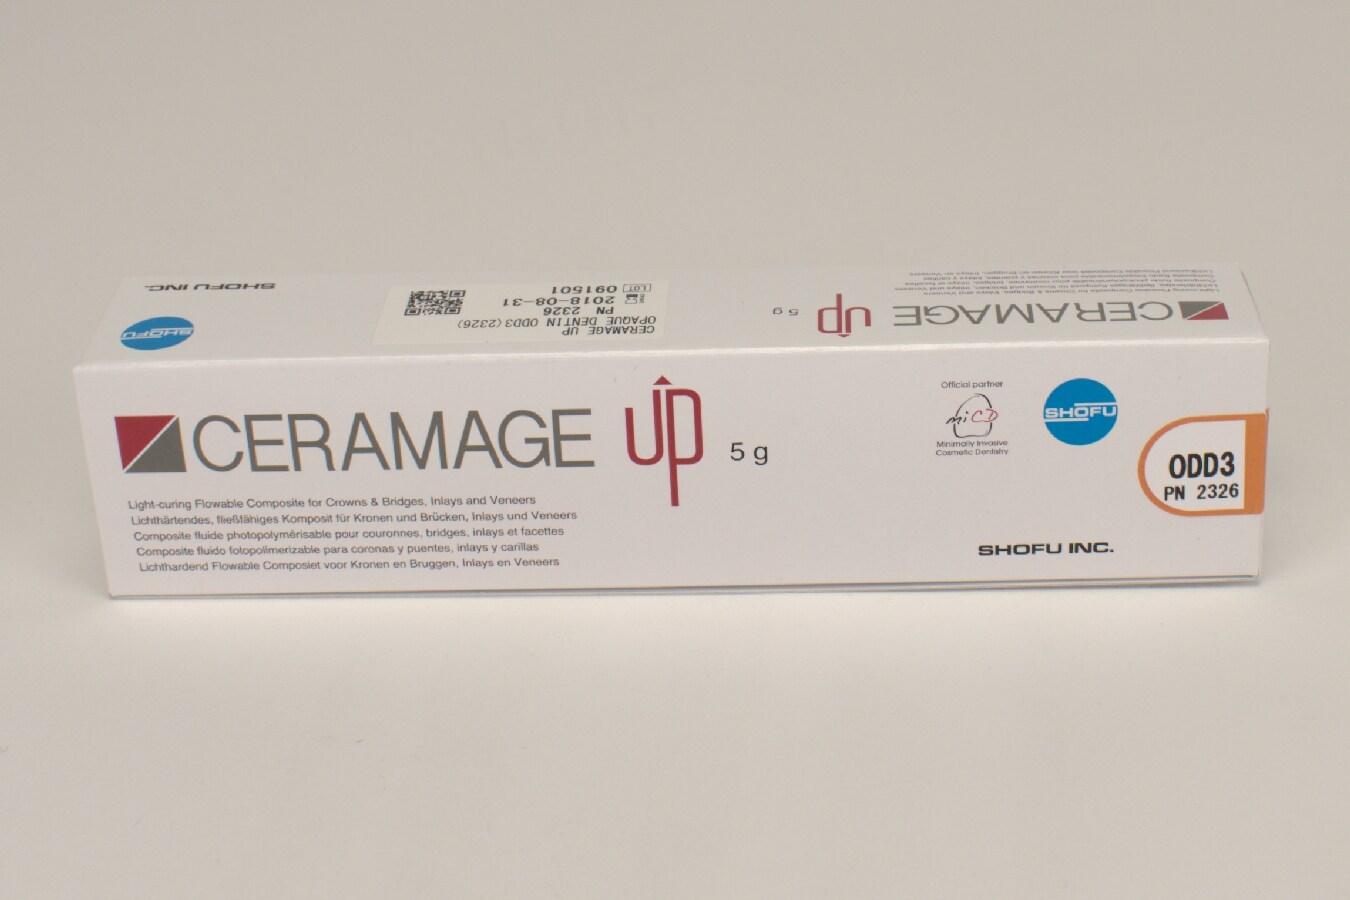 SHOFU INC.
SHOFU
CERAMAGE UP
OPAQUE DENTIN ODD3(2326)
PN 2326
2018-08-31
LOT 091501
CERAMAGE UP 5 g
CERAMAGE UP 5 g
Light-curing Flowable Composite for Crowns & Bridges, Inlays and Veneers
Lichthärtendes, fließfähiges Komposit für Kronen und Brücken, Inlays und Veneers
Composite fluide photopolymérisable pour couronnes, bridges, inlays et facettes
Composite fluido fotopolimerizable para coronas y puentes, inlays y carillas
Lichthardend Flowable Composiet voor Kronen en Bruggen, Inlays en Veneers
Official partner
MiCD
Minimally Invasive
Cosmetic Dentistry
SHOFU
ODD3
PN 2326
SHOFU INC.